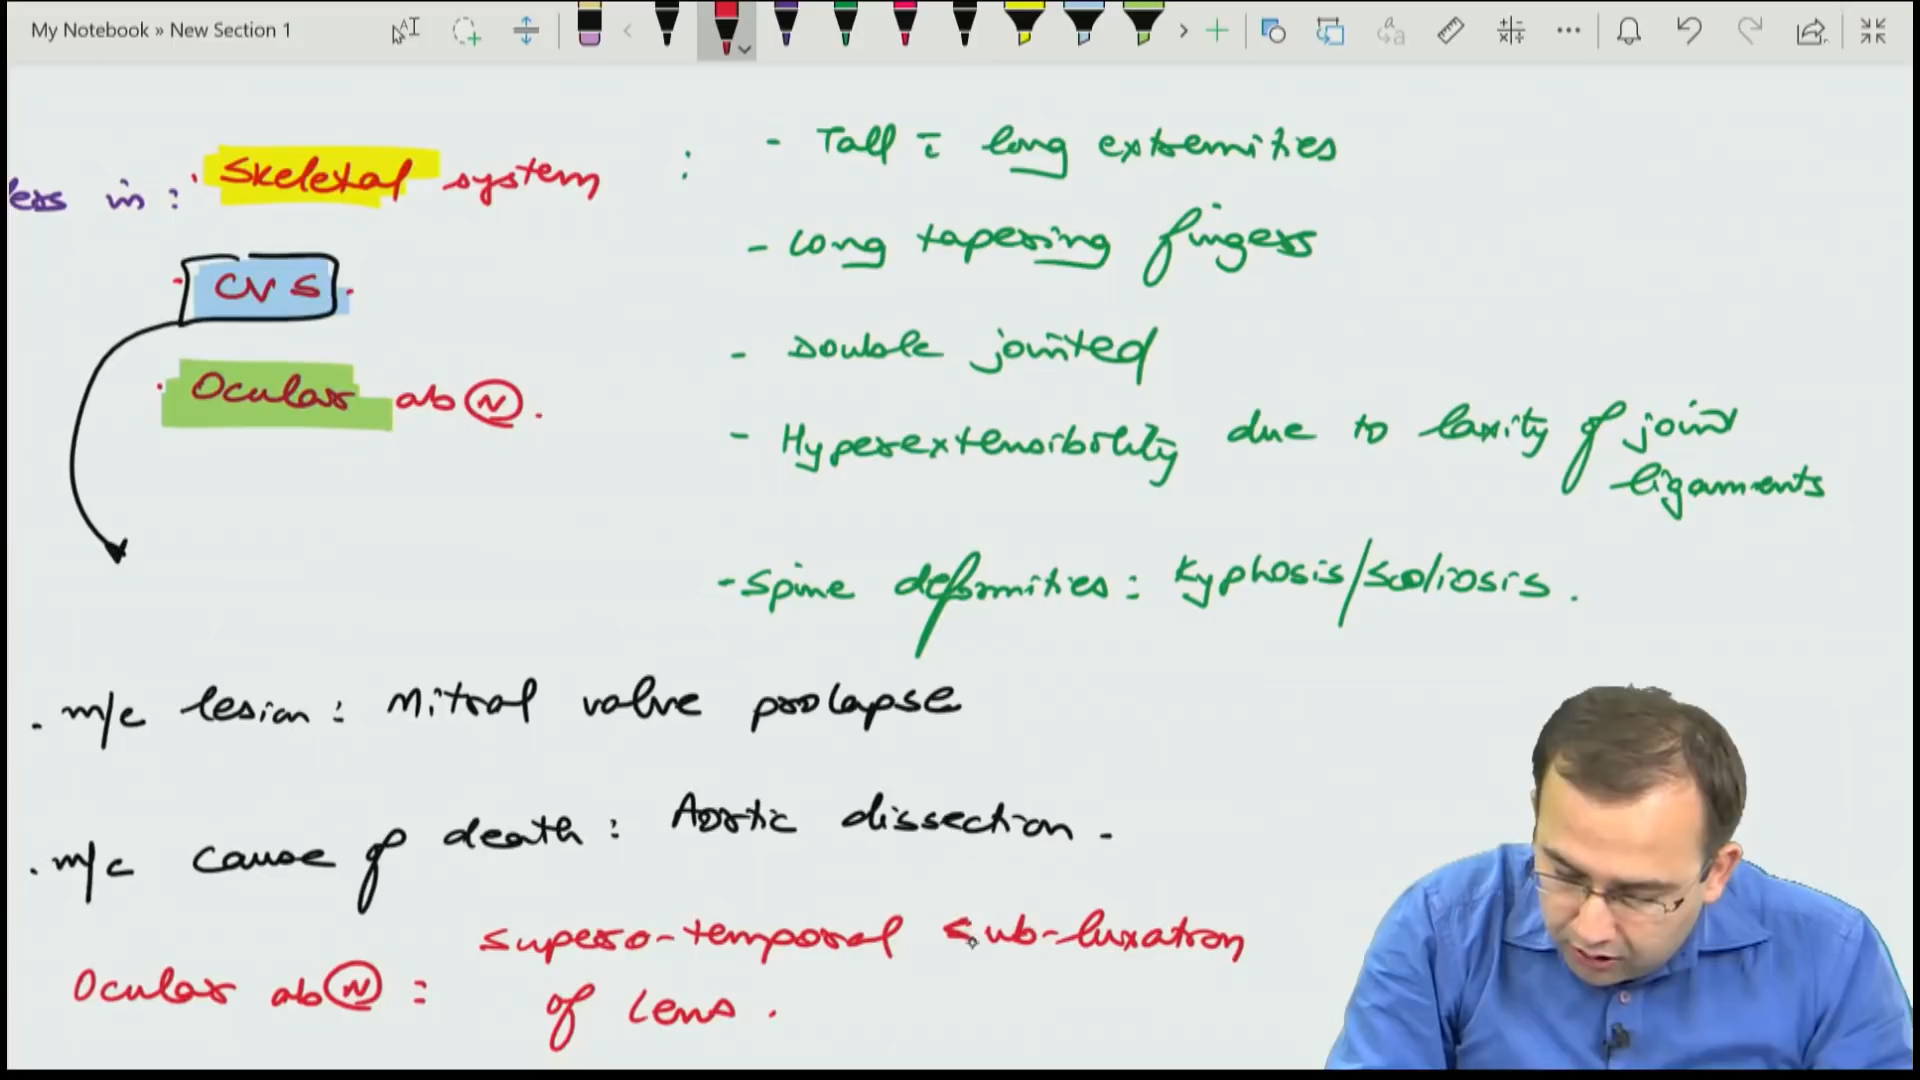 My Notebook » New Section 1
ers in : · Skeletal system :
- Tall c̄ long extremities
- Long tapering fingers
· CVS .
- Double jointed
· Ocular ab(N) .
- Hyperextensibility due to laxity of joint
ligaments
- Spine deformities : Kyphosis/Scoliosis .
. m/c lesion : Mitral valve prolapse
. m/c cause of death : Aortic dissection -
Ocular ab(N) : supero-temporal sub-luxation
of lens .